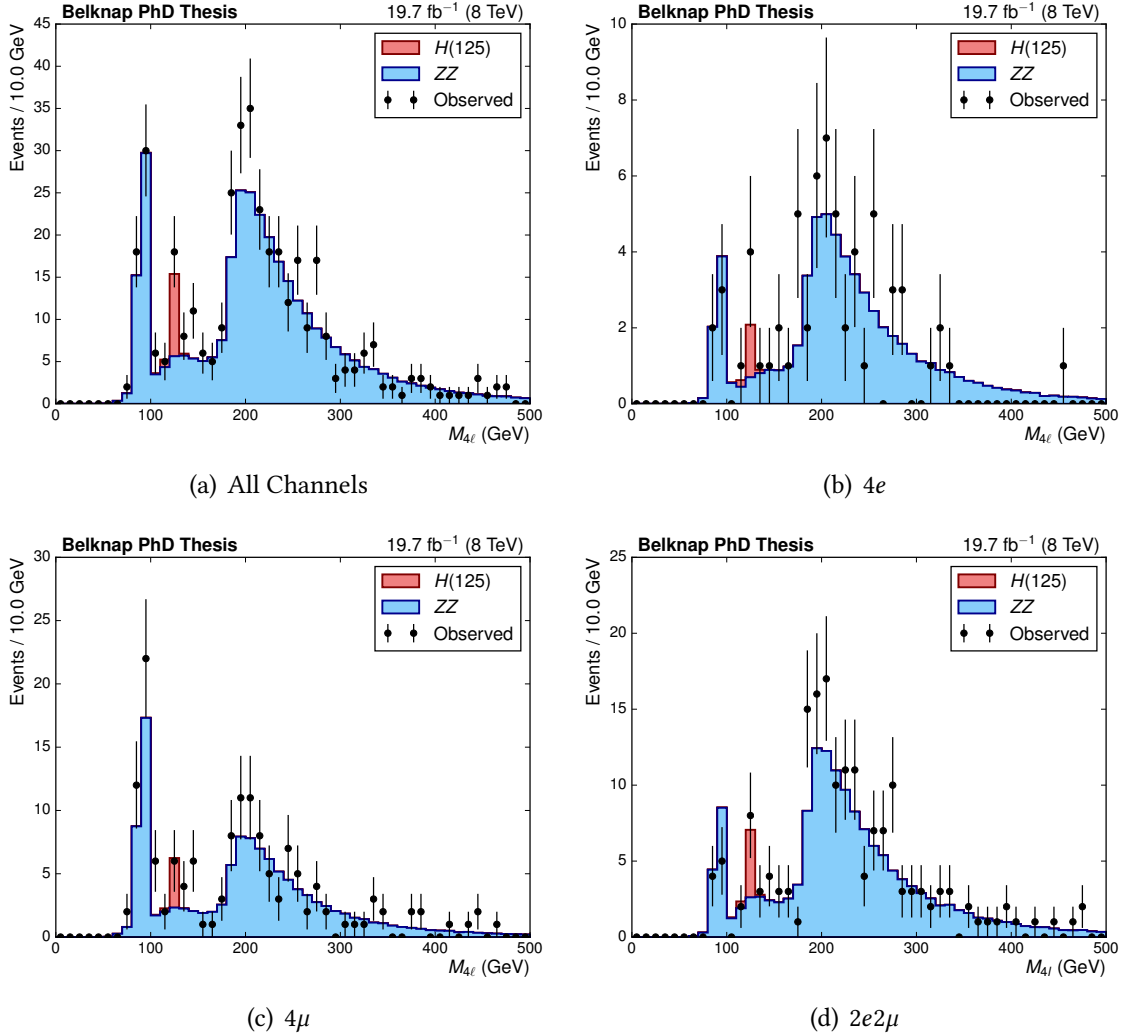 Belknap PhD Thesis 19.7 fb⁻¹ (8 TeV)
45
40
35
30
25
20
15
10
5
0
Events / 10.0 GeV
H(125)
ZZ
Observed
0 100 200 300 400 500
M4ℓ (GeV)
(a) All Channels
Belknap PhD Thesis 19.7 fb⁻¹ (8 TeV)
10
8
6
4
2
0
Events / 10.0 GeV
H(125)
ZZ
Observed
0 100 200 300 400 500
M4ℓ (GeV)
(b) 4e
Belknap PhD Thesis 19.7 fb⁻¹ (8 TeV)
30
25
20
15
10
5
0
Events / 10.0 GeV
H(125)
ZZ
Observed
0 100 200 300 400 500
M4ℓ (GeV)
(c) 4μ
Belknap PhD Thesis 19.7 fb⁻¹ (8 TeV)
25
20
15
10
5
0
Events / 10.0 GeV
H(125)
ZZ
Observed
0 100 200 300 400 500
M4l (GeV)
(d) 2e2μ